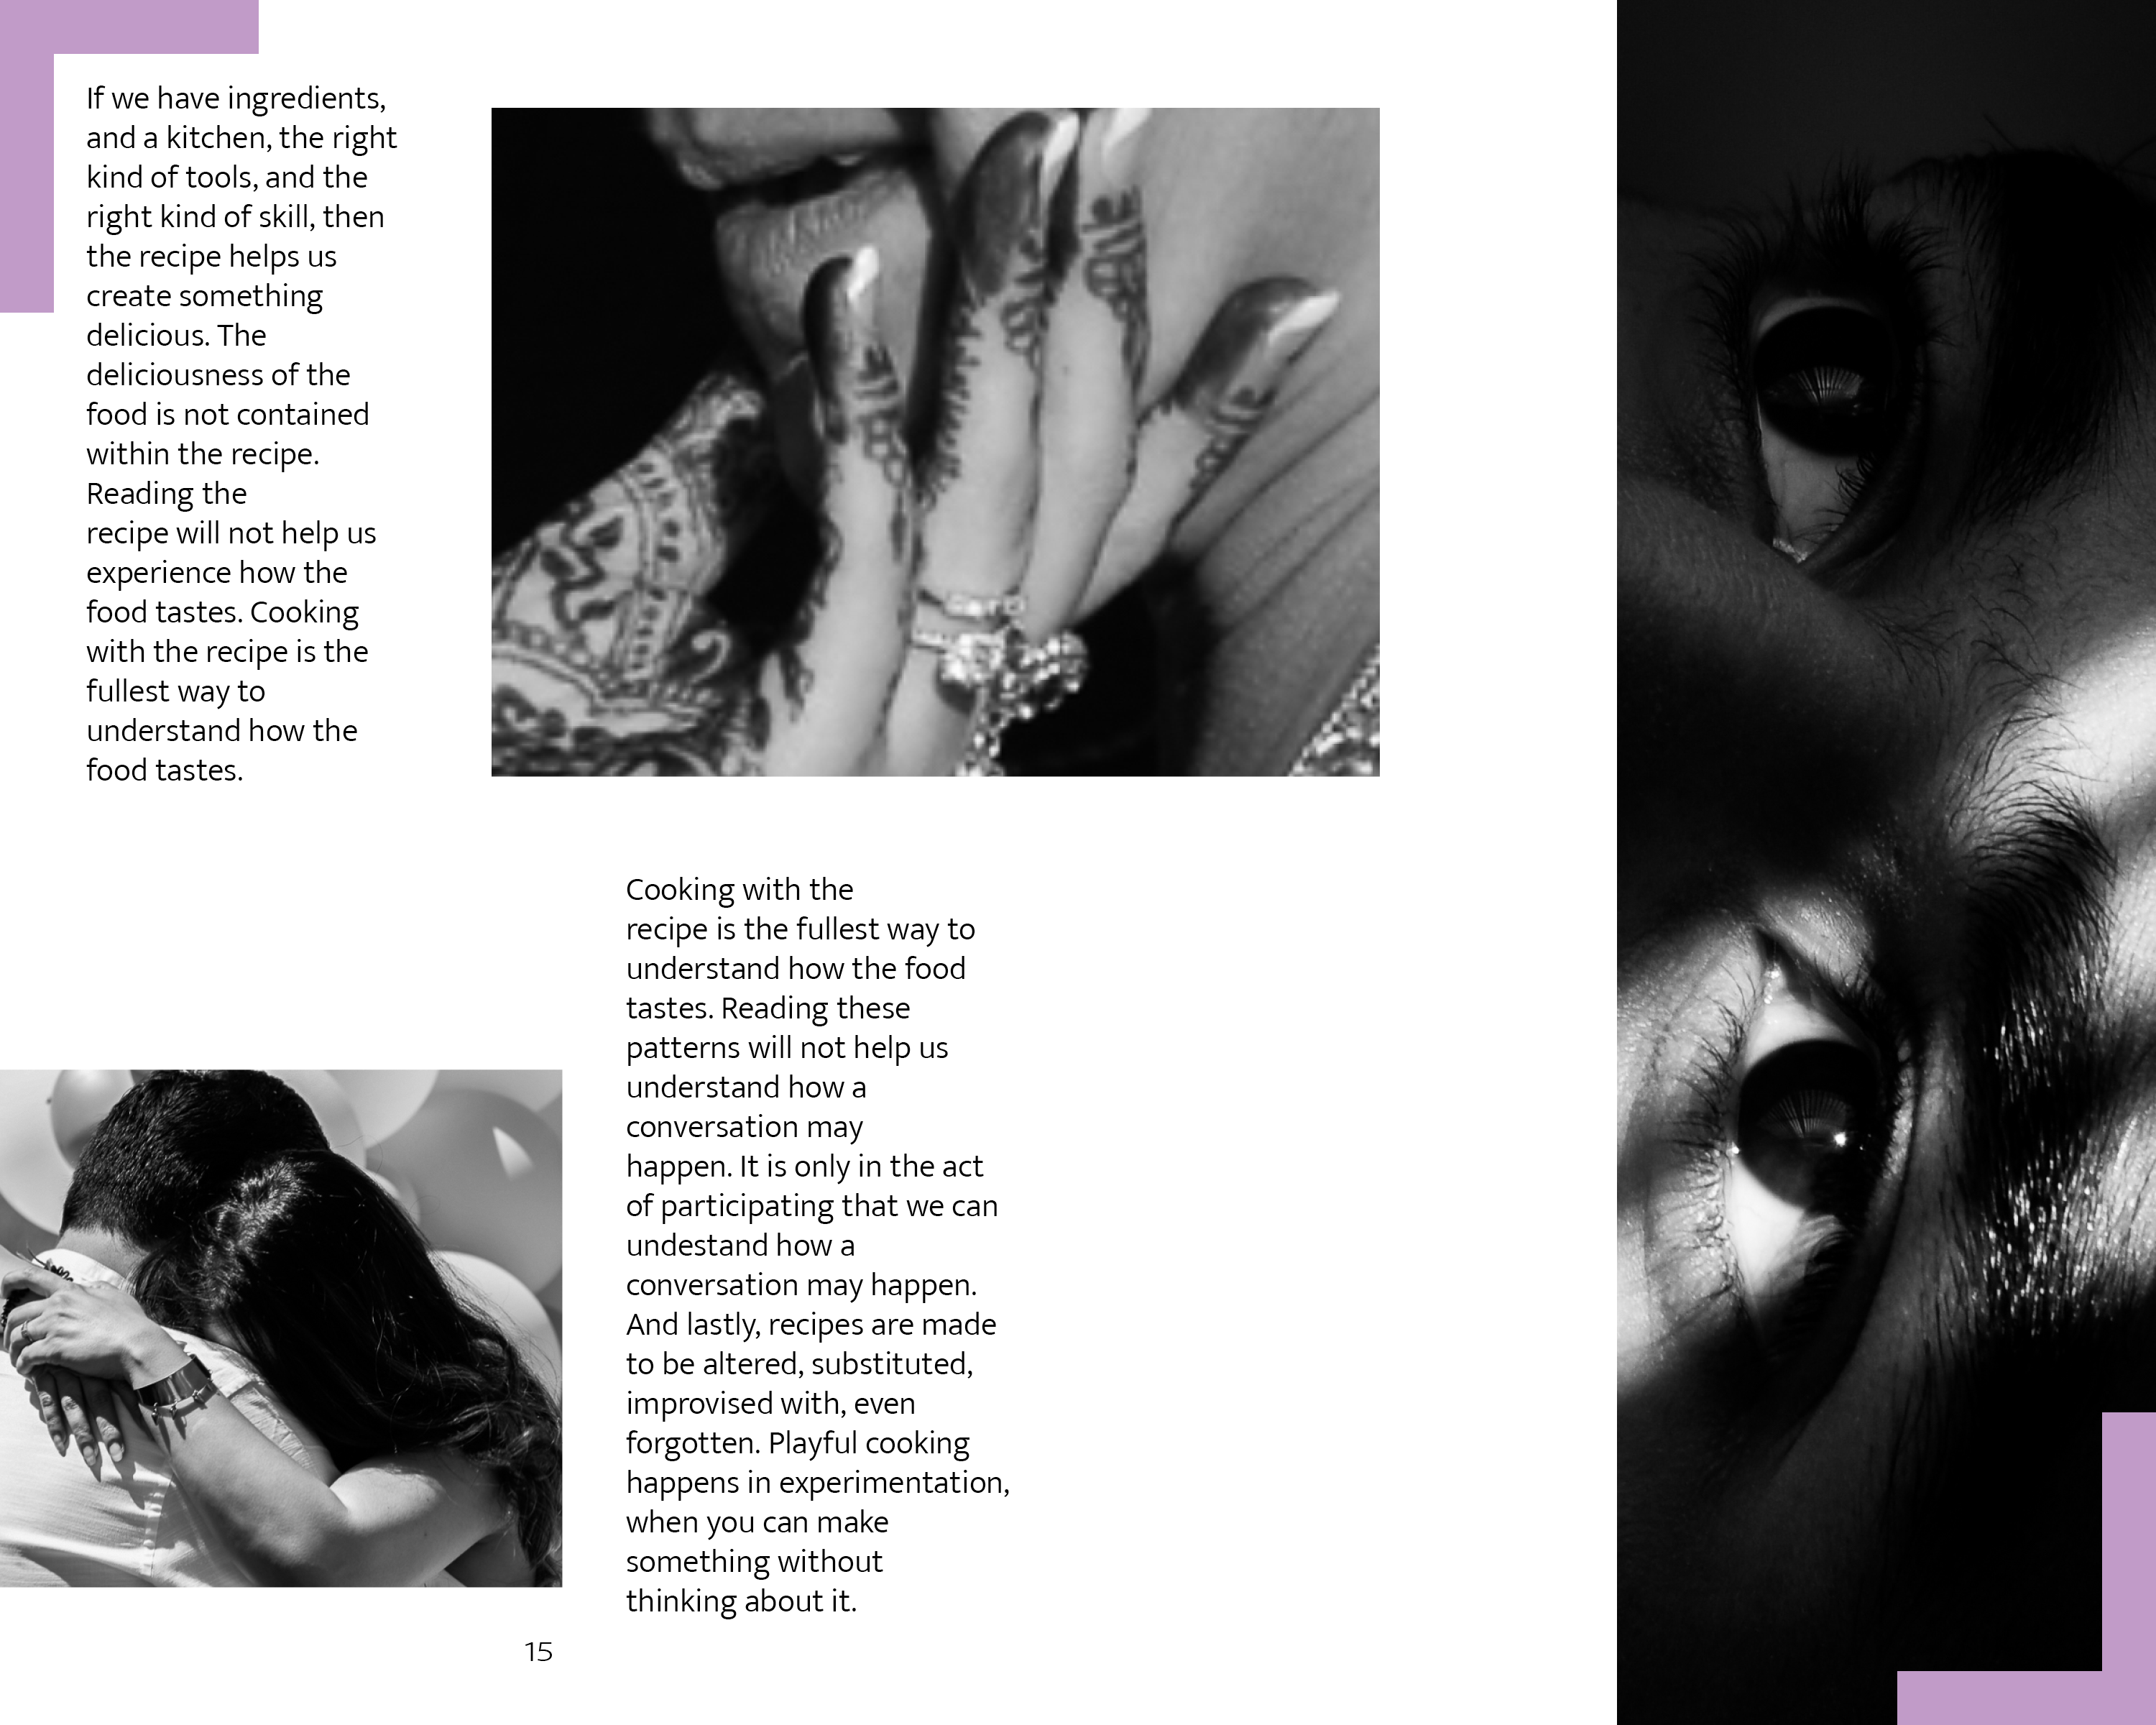 If we have ingredients,
and a kitchen, the right
kind of tools, and the
right kind of skill, then
the recipe helps us
create something
delicious. The
deliciousness of the
food is not contained
within the recipe.
Reading the
recipe will not help us
experience how the
food tastes. Cooking
with the recipe is the
fullest way to
understand how the
food tastes.
Cooking with the
recipe is the fullest way to
understand how the food
tastes. Reading these
patterns will not help us
understand how a
conversation may
happen. It is only in the act
of participating that we can
undestand how a
conversation may happen.
And lastly, recipes are made
to be altered, substituted,
improvised with, even
forgotten. Playful cooking
happens in experimentation,
when you can make
something without
thinking about it.
15